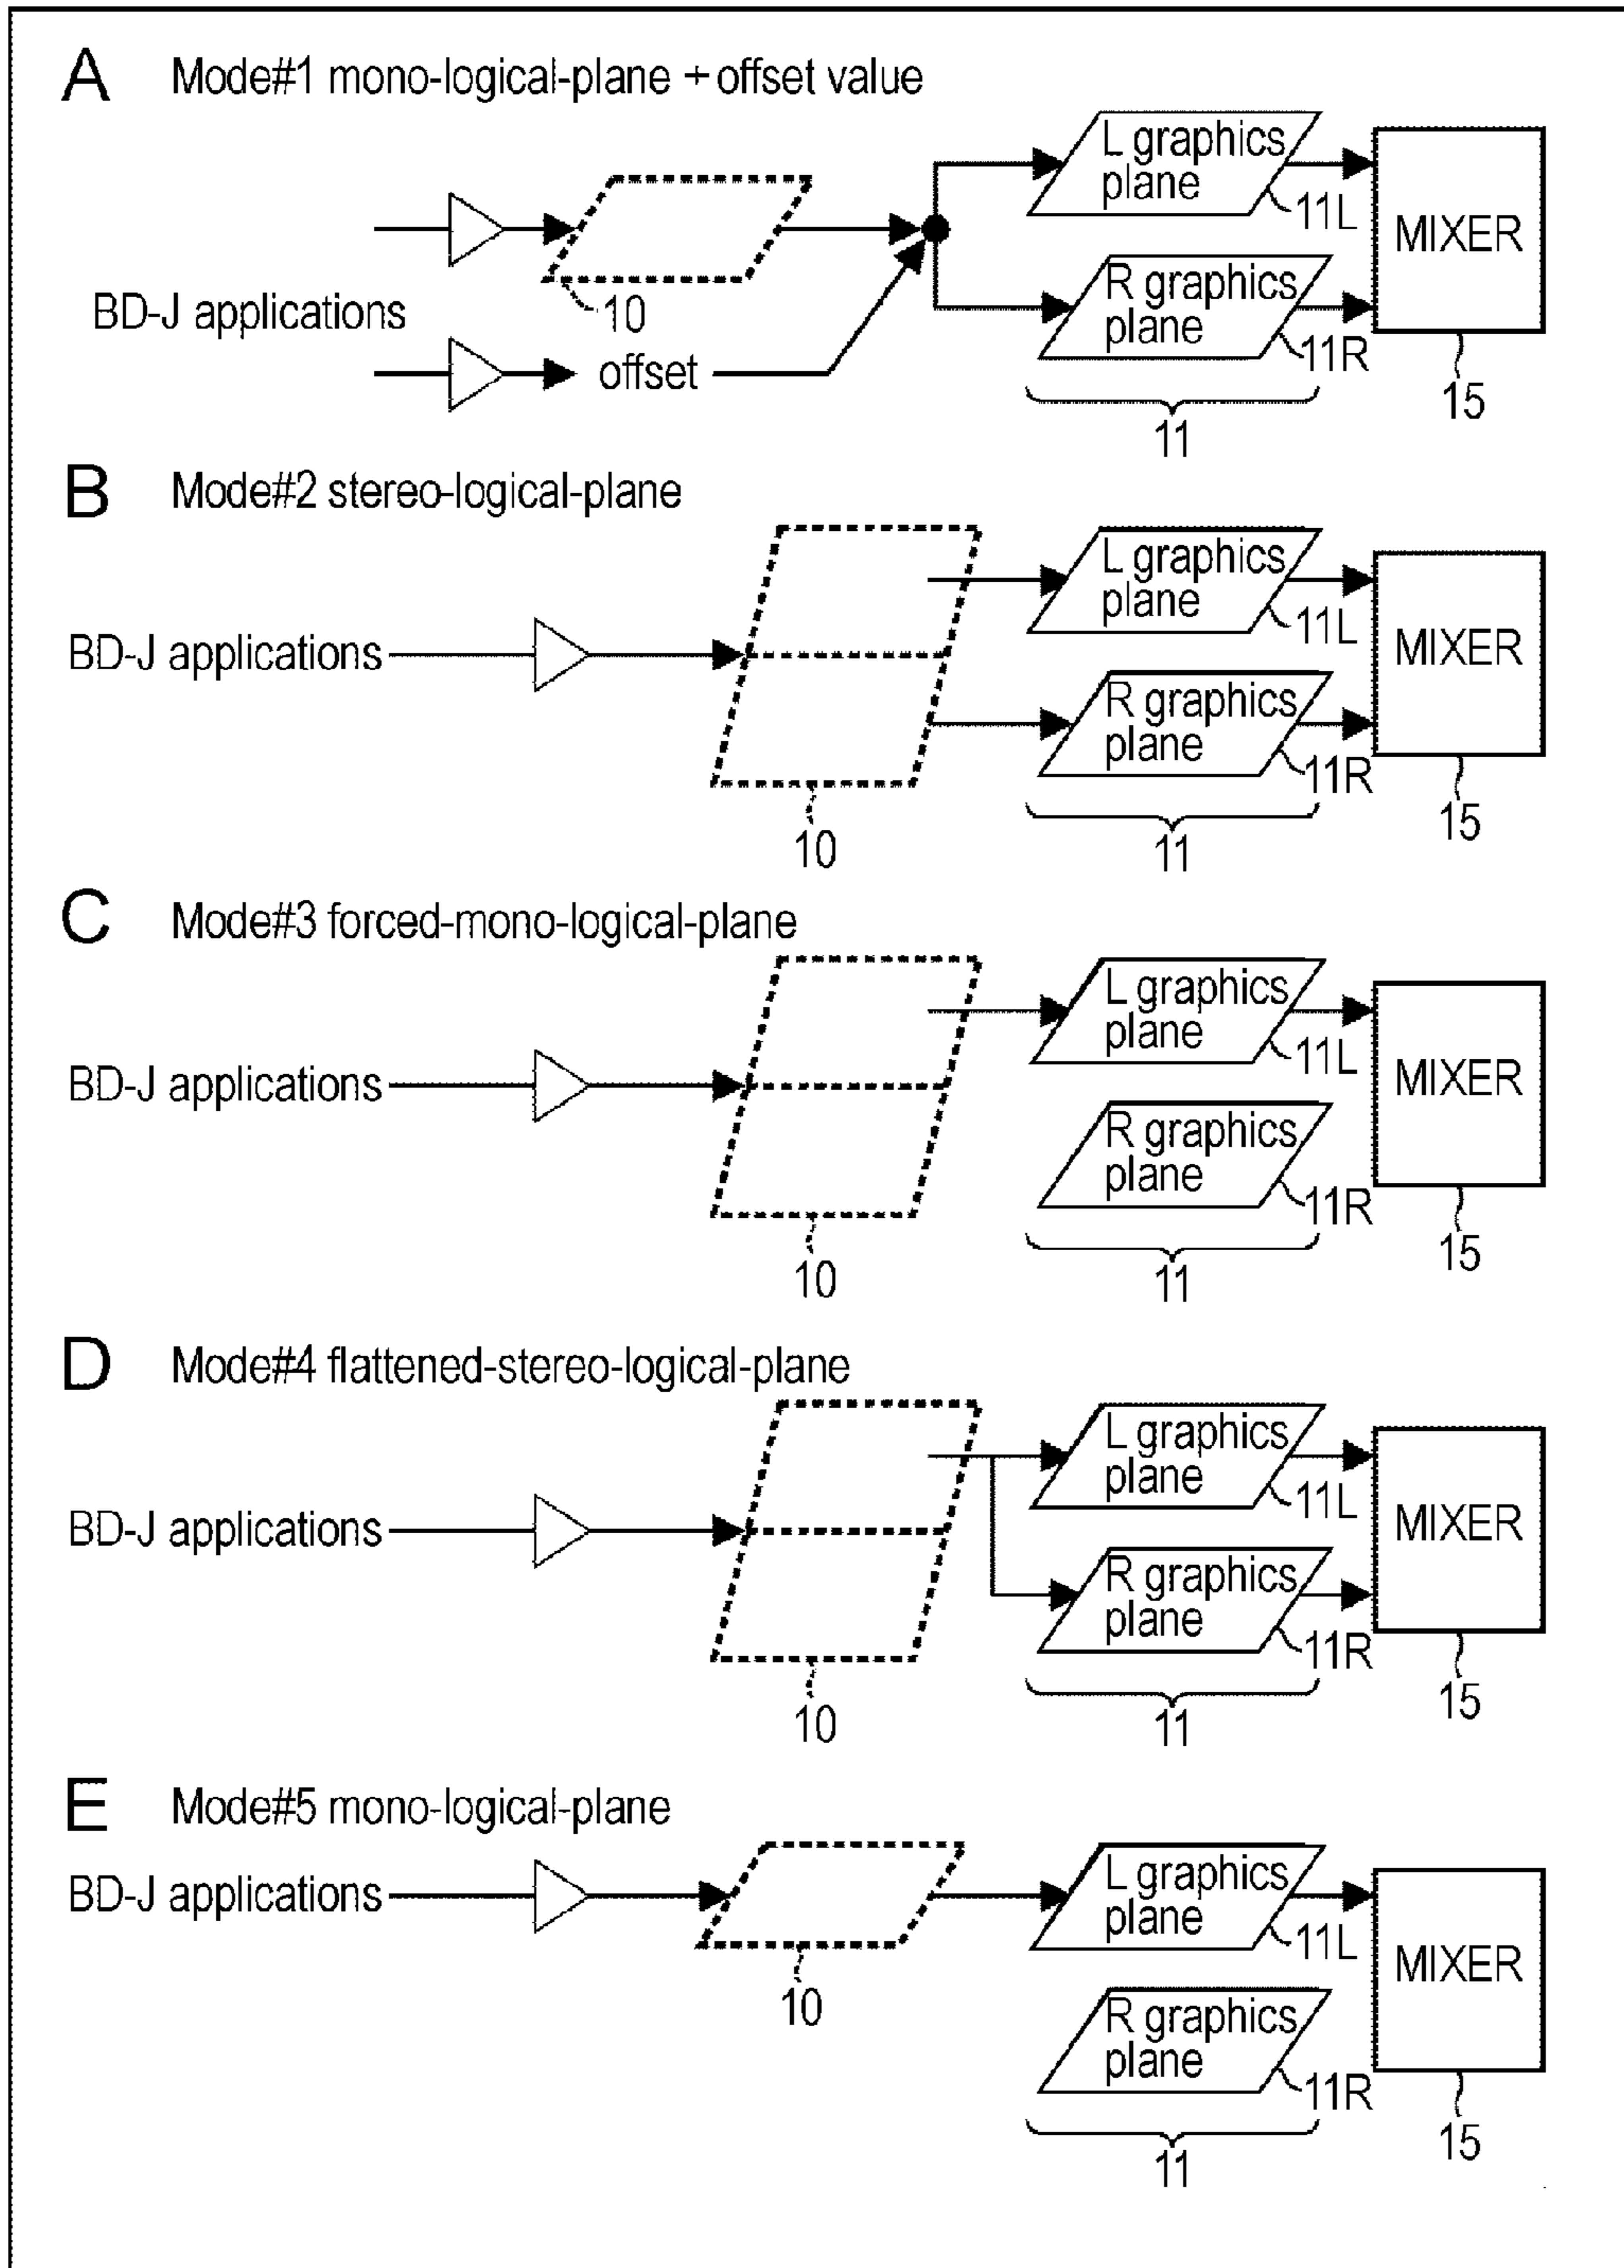 A Mode#1 mono-logical-plane + offset value
L graphics
plane
11L
MIXER
BD-J applications
10
R graphics
plane
11R
offset
15
11
B Mode#2 stereo-logical-plane
L graphics
plane
11L
BD-J applications
MIXER
R graphics
plane
11R
10
11
15
C Mode#3 forced-mono-logical-plane
L graphics
plane
11L
BD-J applications
MIXER
R graphics
plane
11R
10
11
15
D Mode#4 flattened-stereo-logical-plane
L graphics
plane
11L
BD-J applications
MIXER
R graphics
plane
11R
10
11
15
E Mode#5 mono-logical-plane
BD-J applications
L graphics
plane
11L
MIXER
10
R graphics
plane
11R
11
15